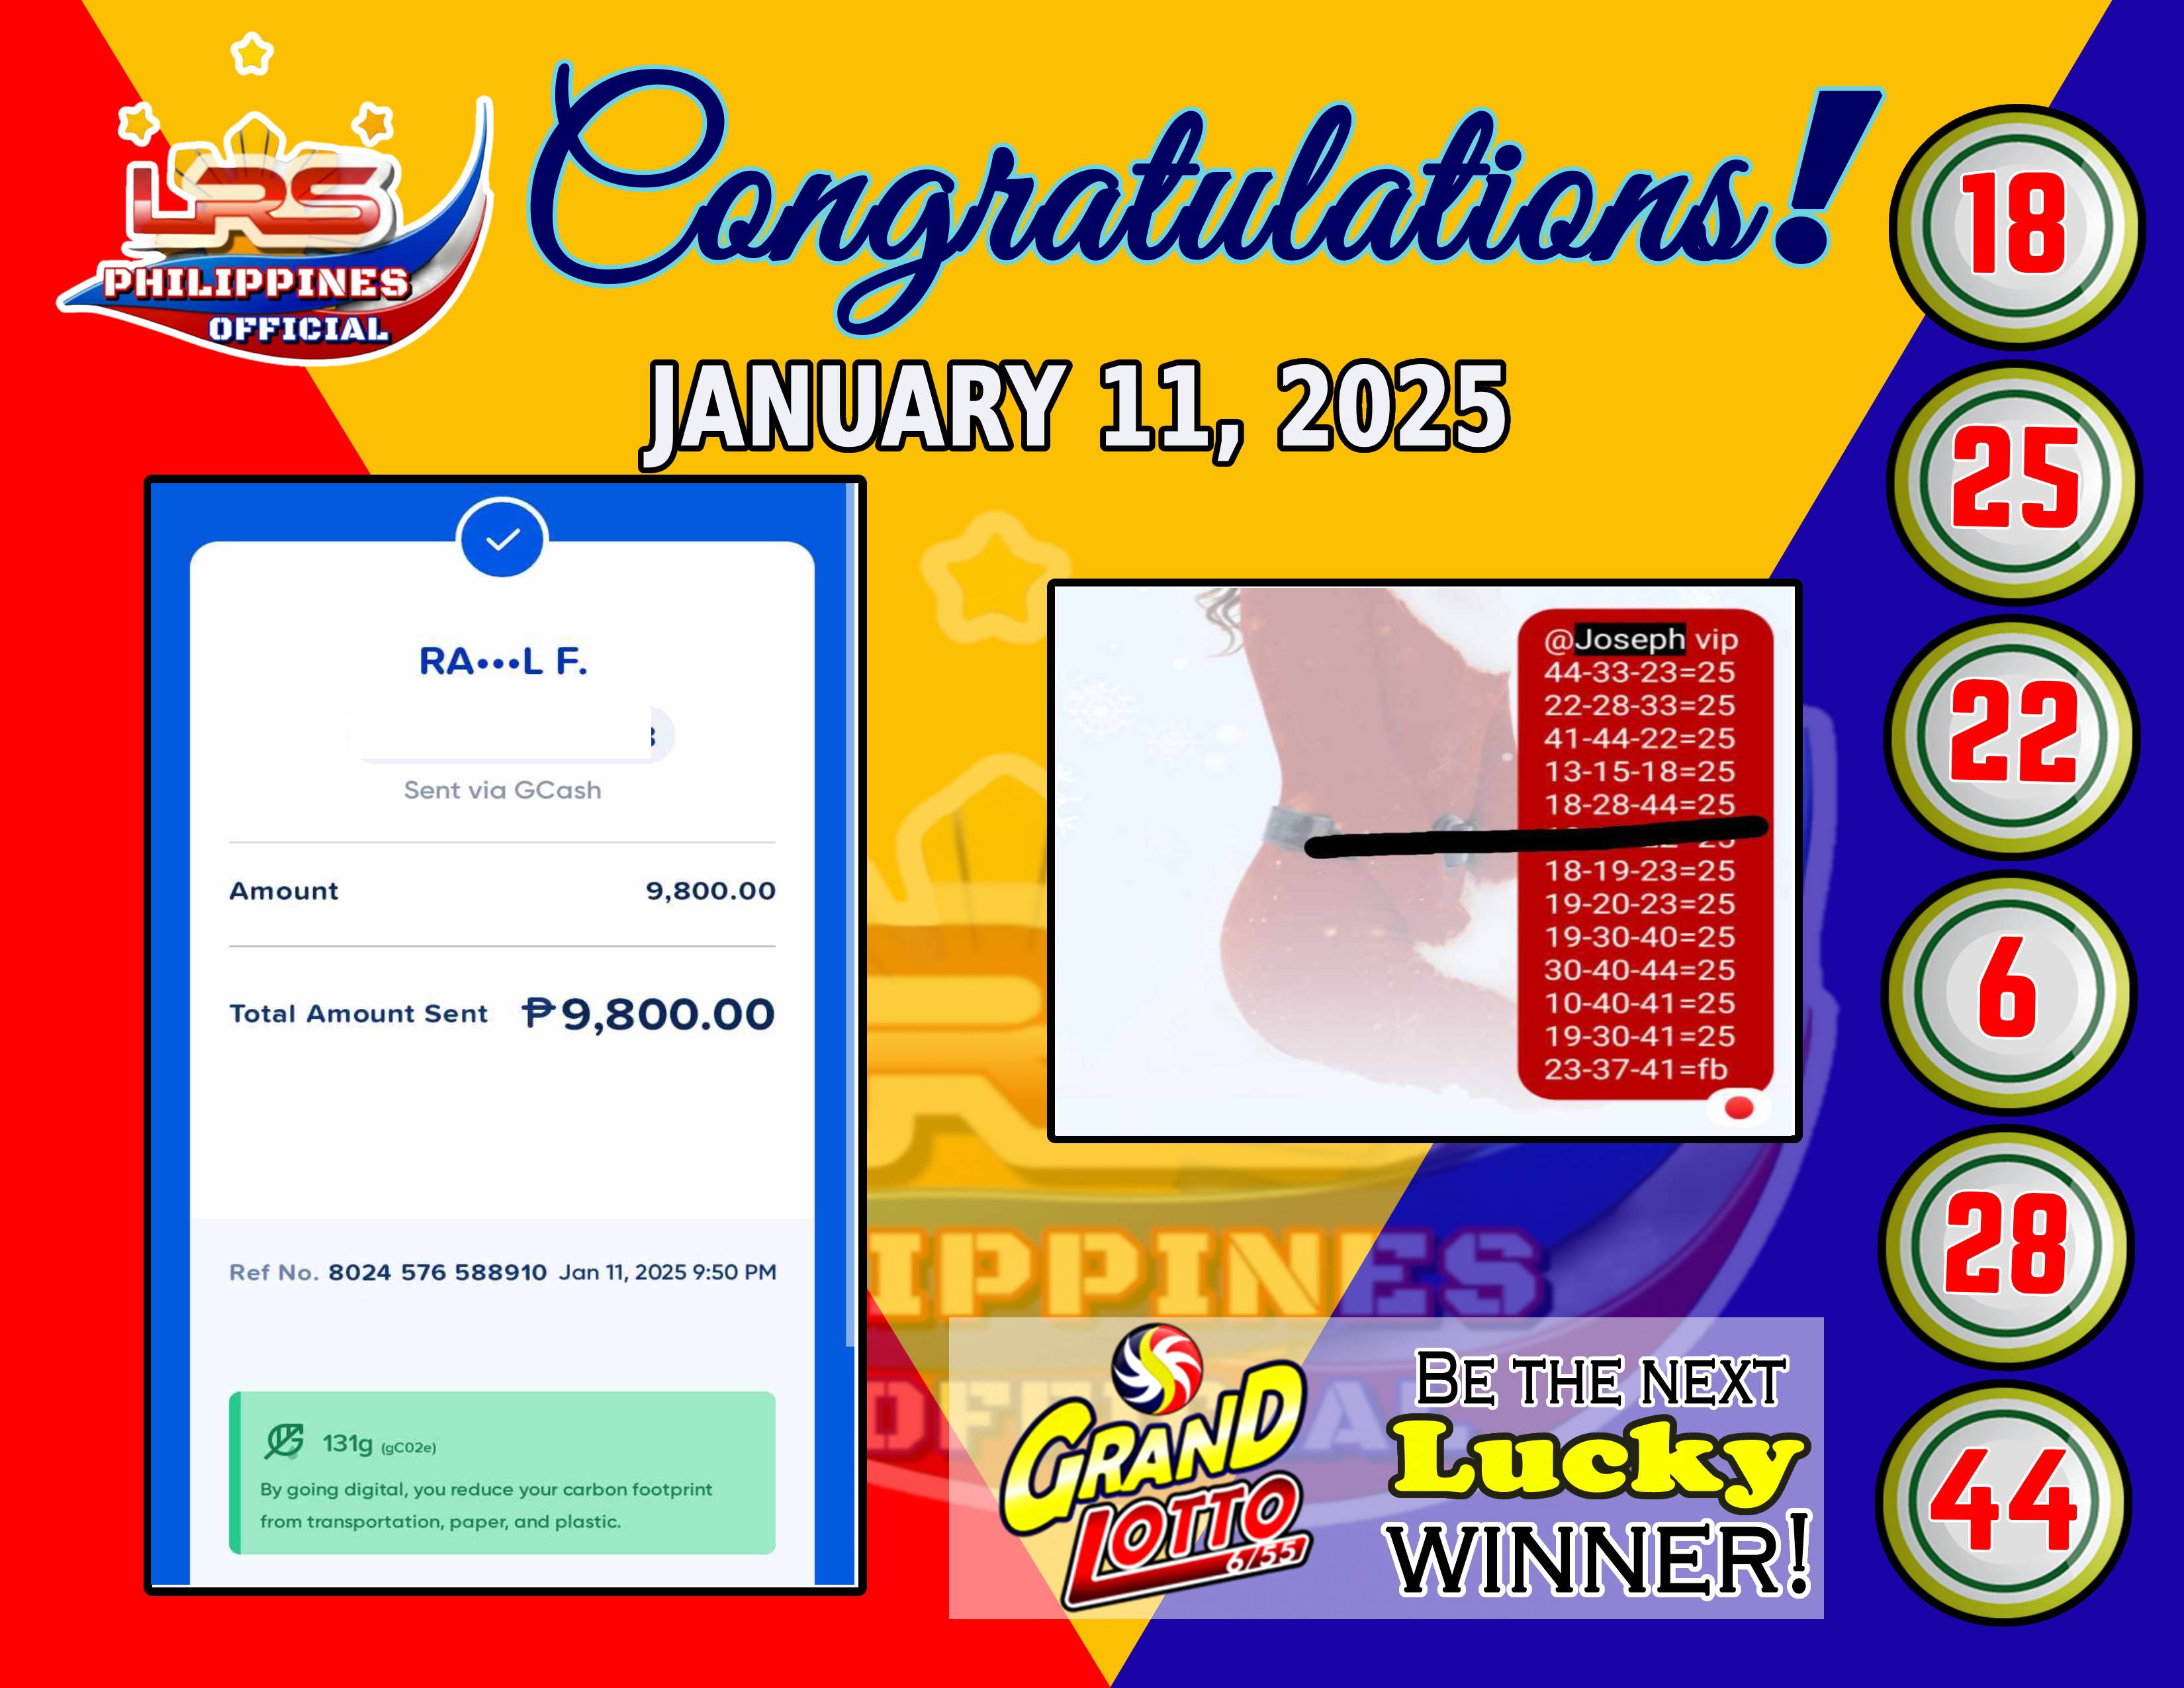 LRS
PHILIPPINES
OFFICIAL
Congratulations!
JANUARY 11, 2025
RA•••L F.
Sent via GCash
Amount 9,800.00
Total Amount Sent ₱9,800.00
Ref No. 8024 576 588910 Jan 11, 2025 9:50 PM
131g (gC02e)
By going digital, you reduce your carbon footprint
from transportation, paper, and plastic.
@Joseph vip
44-33-23=25
22-28-33=25
41-44-22=25
13-15-18=25
18-28-44=25
18-19-23=25
19-20-23=25
19-30-40=25
30-40-44=25
10-40-41=25
19-30-41=25
23-37-41=fb
GRAND
LOTTO
6/55
BE THE NEXT
Lucky
WINNER!
18
25
22
6
28
44